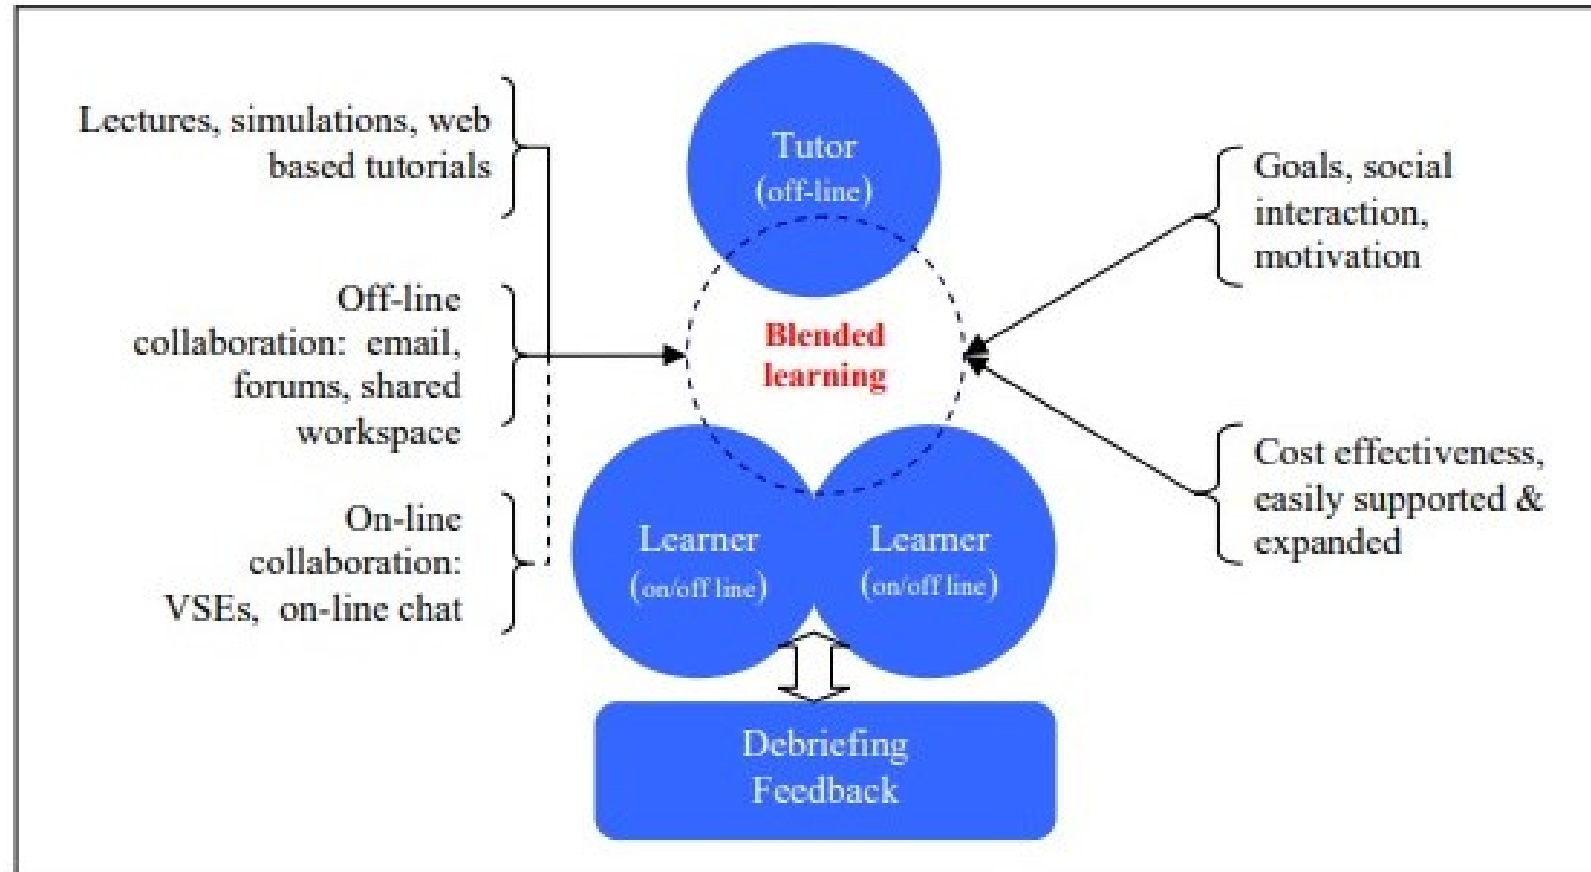 Lectures, simulations, web
based tutorials
Off-line
collaboration: email,
forums, shared
workspace
On-line
collaboration:
VSEs, on-line chat
Tutor
(off-line)
Blended
learning
Learner
(on/off line)
Learner
(on/off line)
Debriefing
Feedback
Goals, social
interaction,
motivation
Cost effectiveness,
easily supported &
expanded